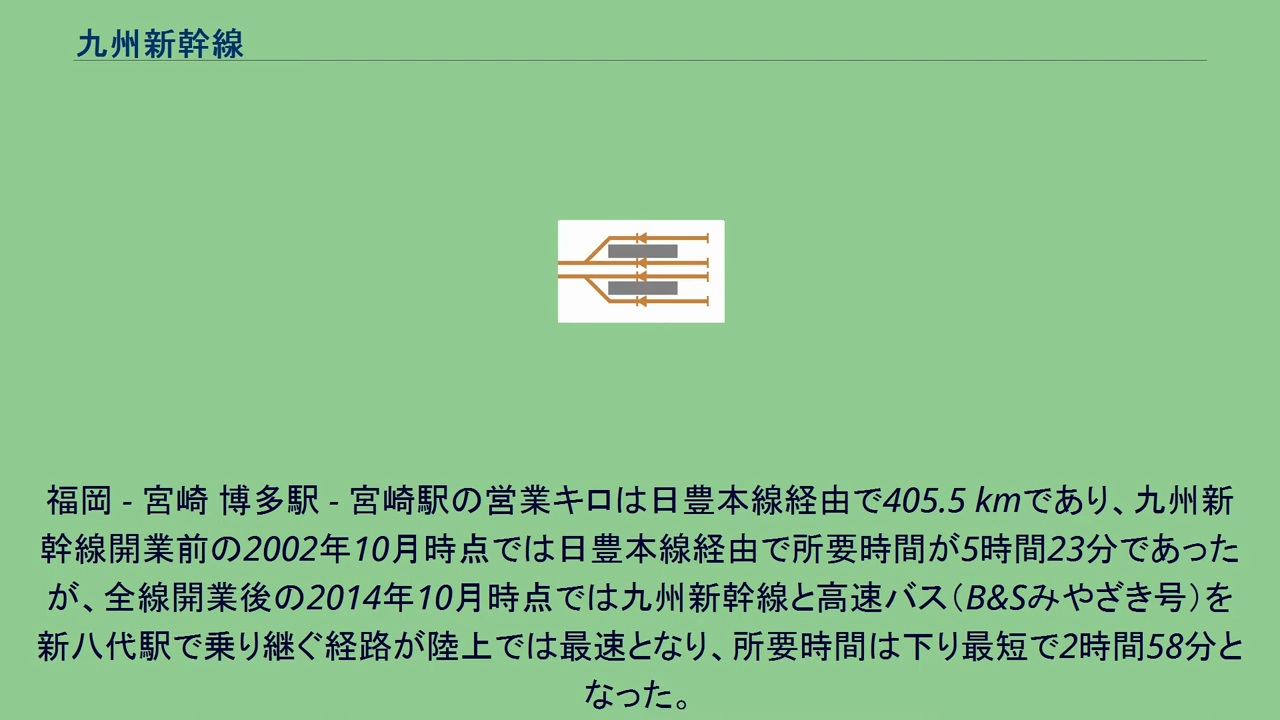 九州新幹線
福岡 - 宮崎 博多駅 - 宮崎駅の営業キロは日豊本線経由で405.5 kmであり、九州新
幹線開業前の2002年10月時点では日豊本線経由で所要時間が5時間23分であった
が、全線開業後の2014年10月時点では九州新幹線と高速バス（B&Sみやざき号）を
新八代駅で乗り継ぐ経路が陸上では最速となり、所要時間は下り最短で2時間58分と
なった。